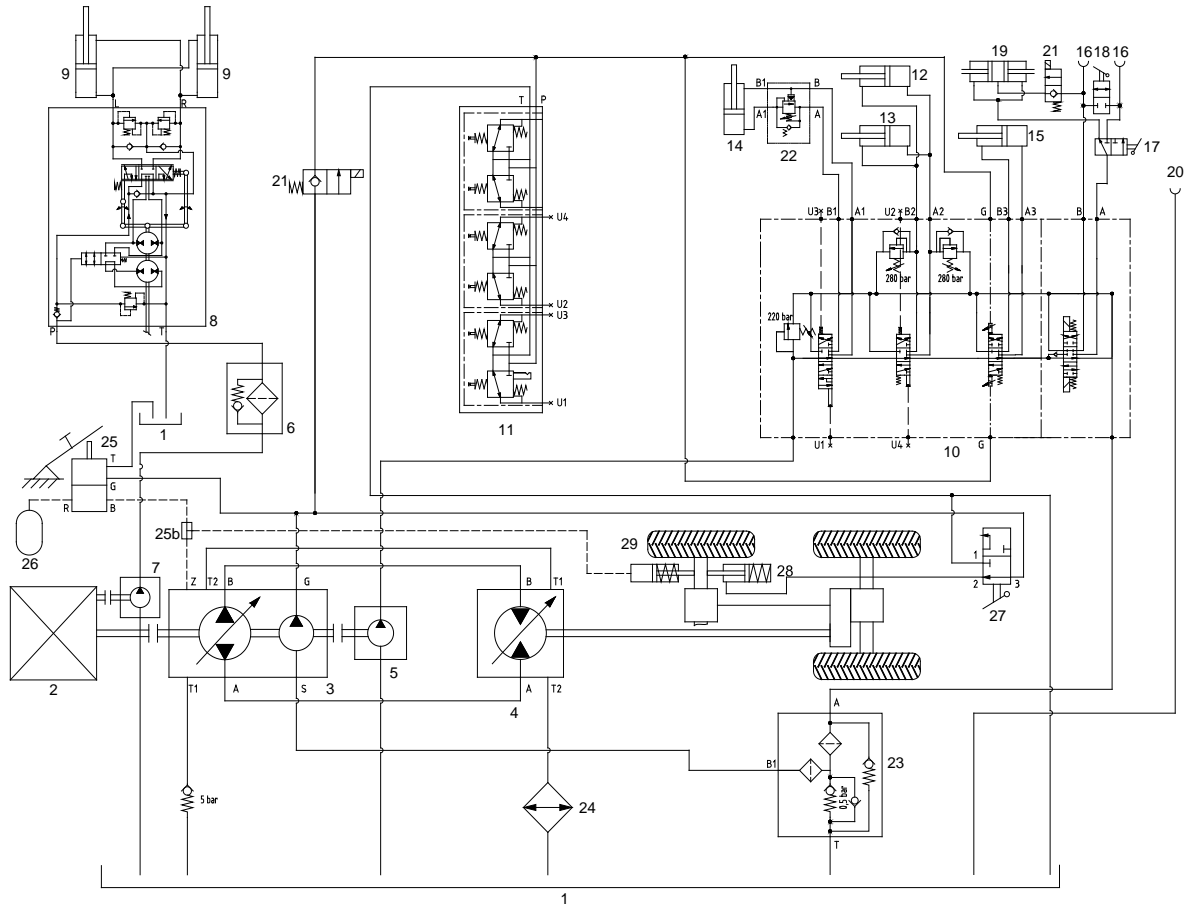 19 21 16 18 16
9 9 12
B1 B
A1 A
13 15 17
14 22 20
L R
T P
21
U4
U3 B1 A1 U2 B2 A2 G B3 A3 B A
280 bar 280 bar
220 bar
U2
U3
8
P T
U1
6 11
1
25 T
G
R B
U1 U4 10 G
25b
26
29
28
1
2 3
27
7
Z T2 B G B T1
5
2
T1 A S 3 A T2
4
A
B1 23
5 bar
24
0,5 bar
T
1